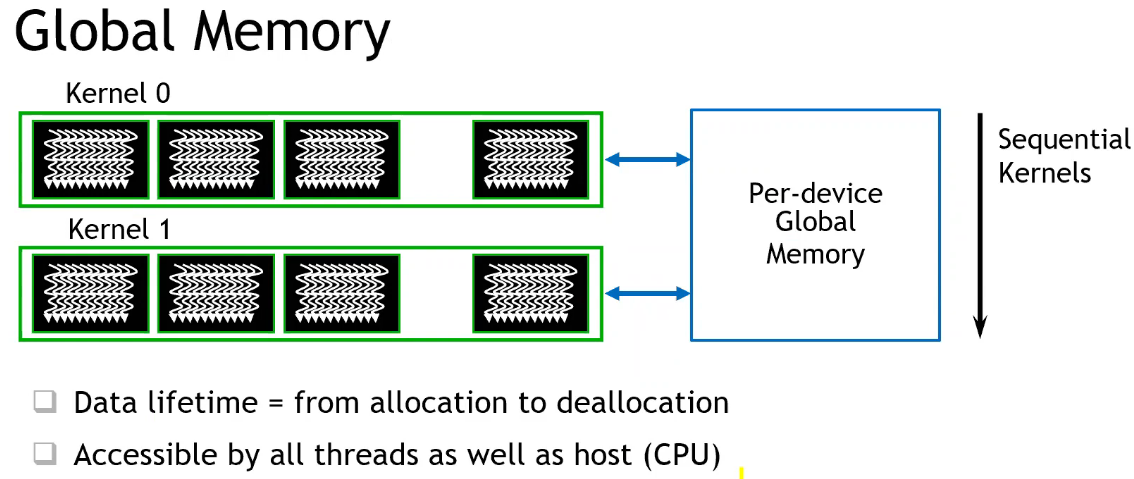 Global Memory
Kernel 0
Kernel 1
Per-device
Global
Memory
Sequential
Kernels
Data lifetime = from allocation to deallocation
Accessible by all threads as well as host (CPU)